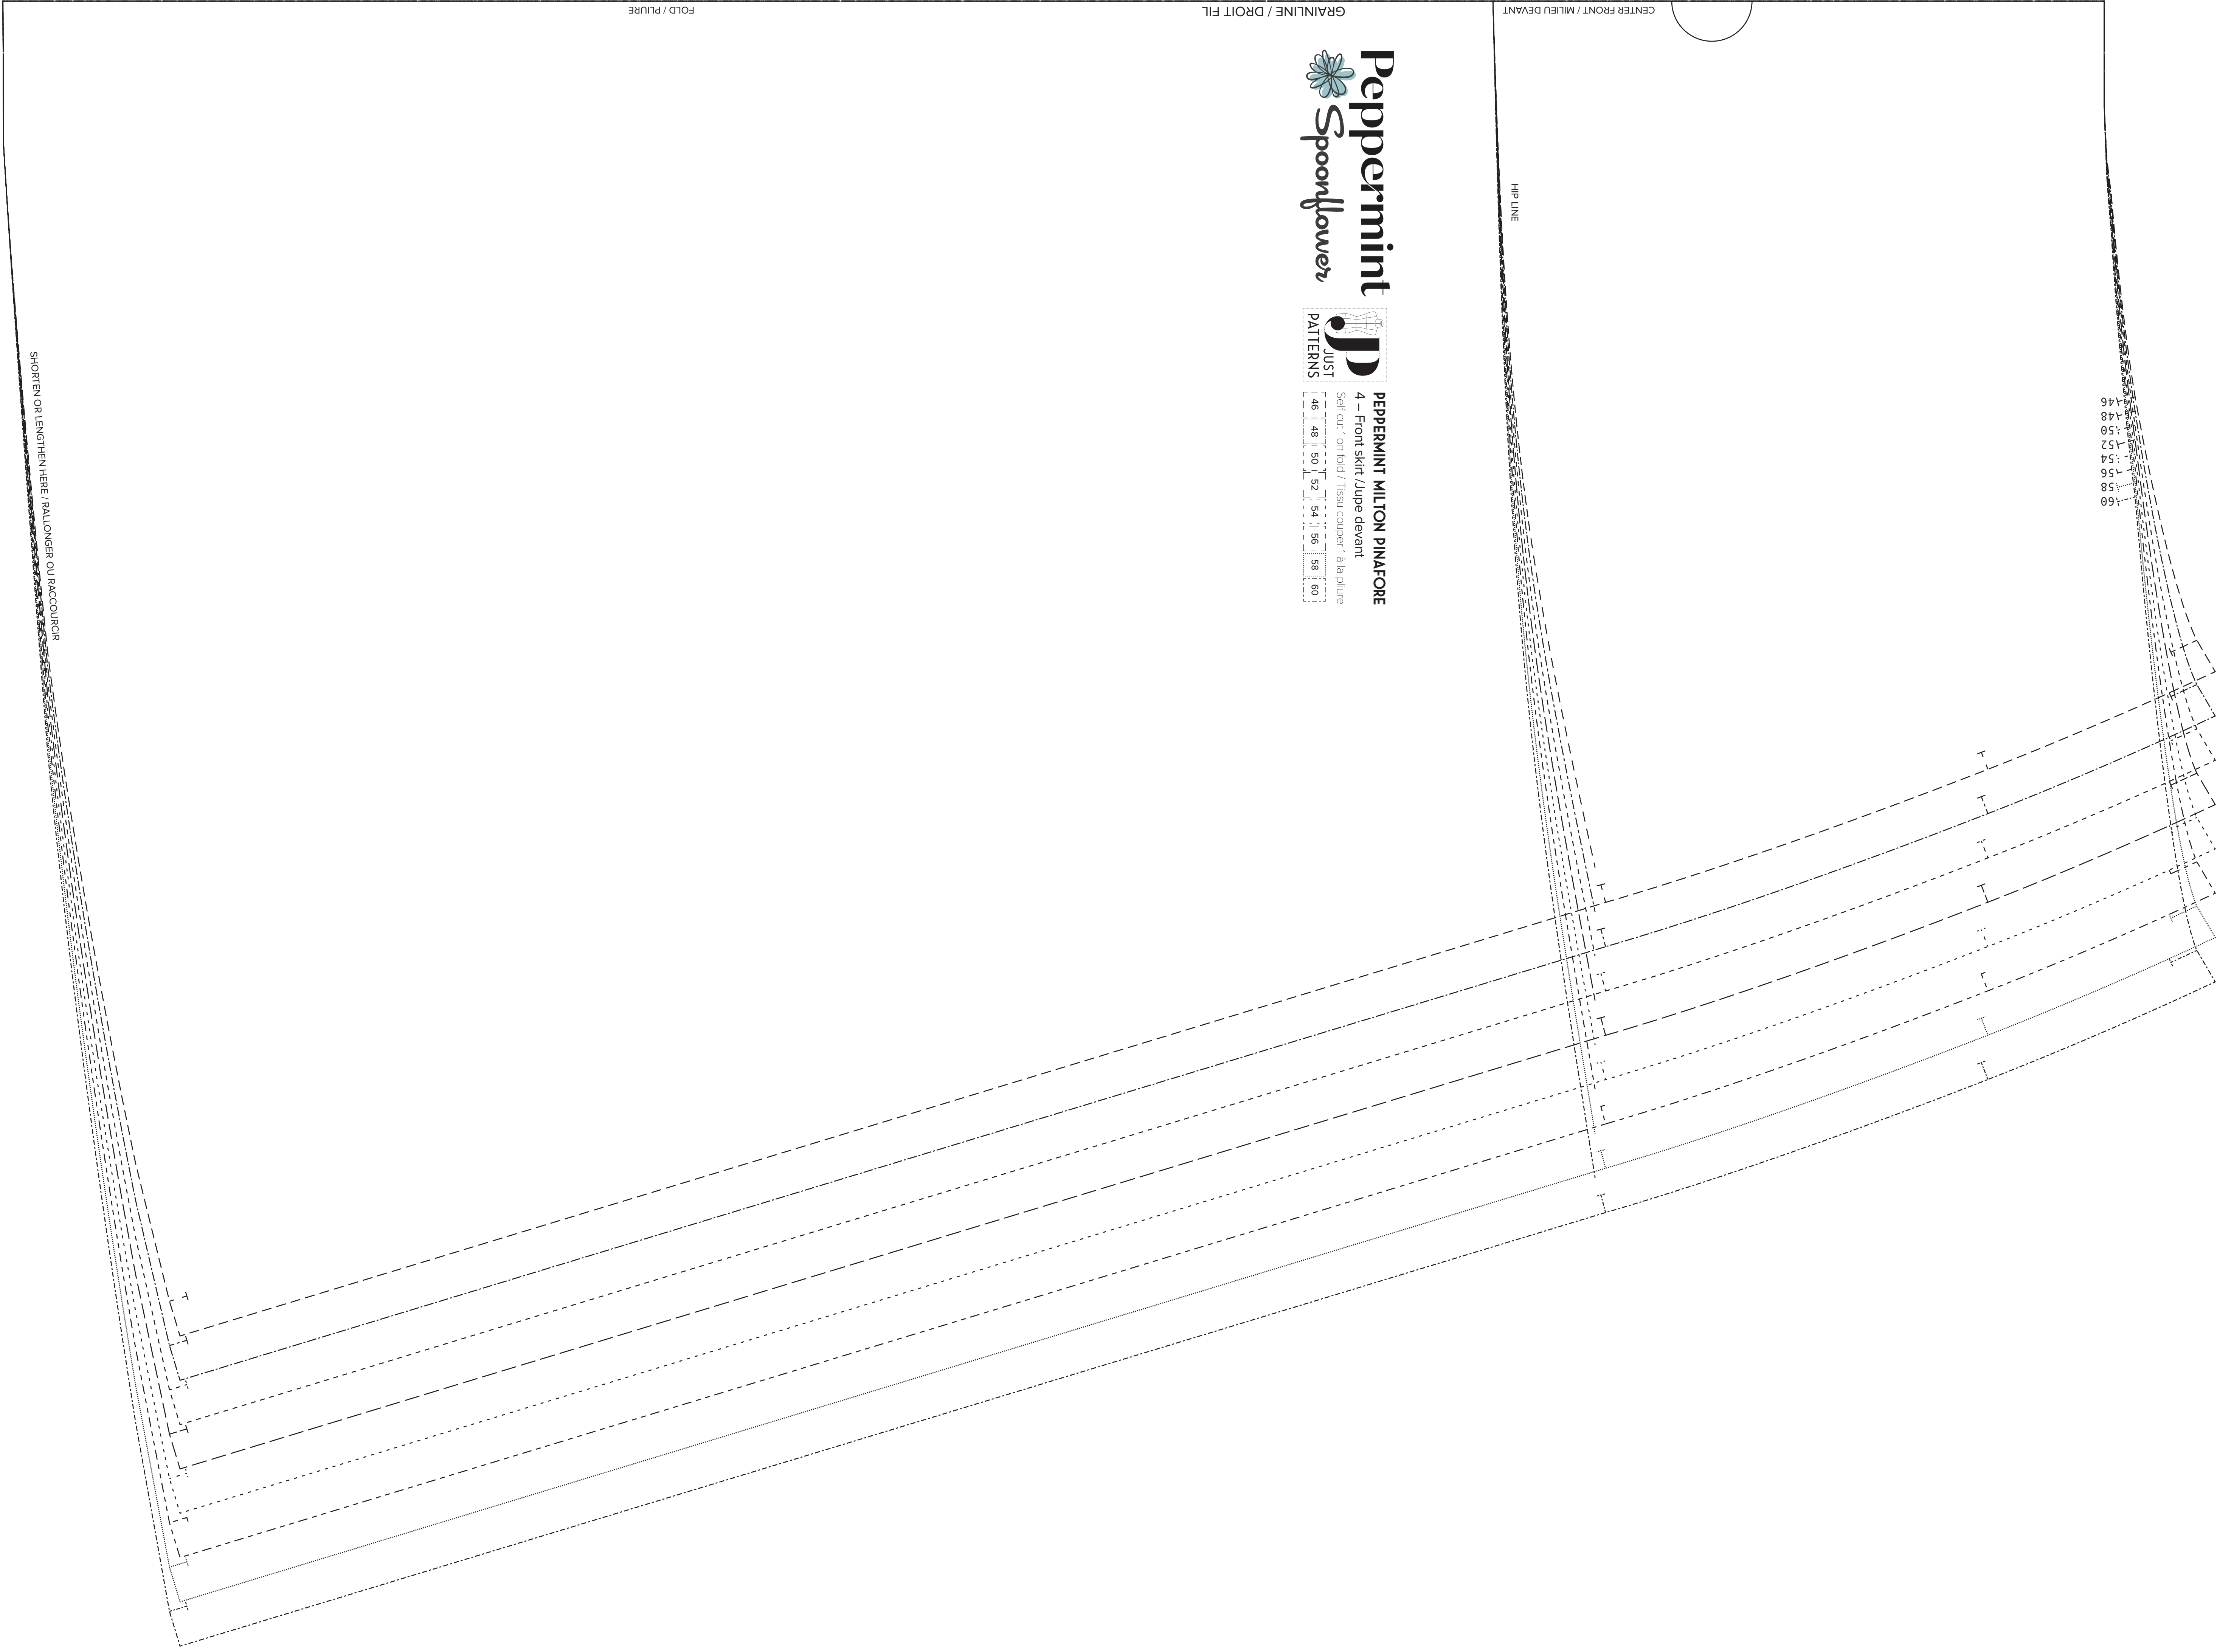 FOLD / PLIURE
GRAINLINE / DROIT FIL
CENTER FRONT / MILIEU DEVANT
Peppermint
Spoonflower
JP
JUST
PATTERNS
PEPPERMINT MILTON PINAFORE
4 – Front skirt /Jupe devant
Self cut 1 on fold / Tissu couper 1 à la pliure
46 48 50 52 54 56 58 60
HIP LINE
SHORTEN OR LENGTHEN HERE / RALLONGER OU RACCOURCIR
46
48
50
52
54
56
58
60